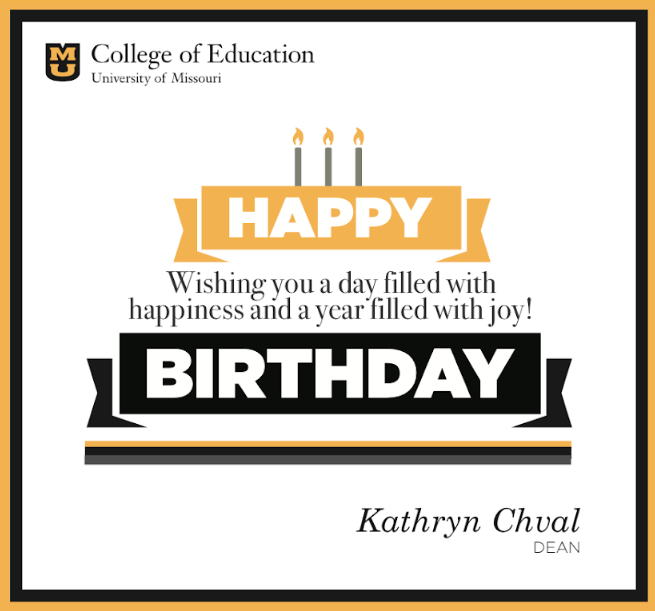 MU
College of Education
University of Missouri
HAPPY
Wishing you a day filled with
happiness and a year filled with joy!
BIRTHDAY
Kathryn Chval
DEAN